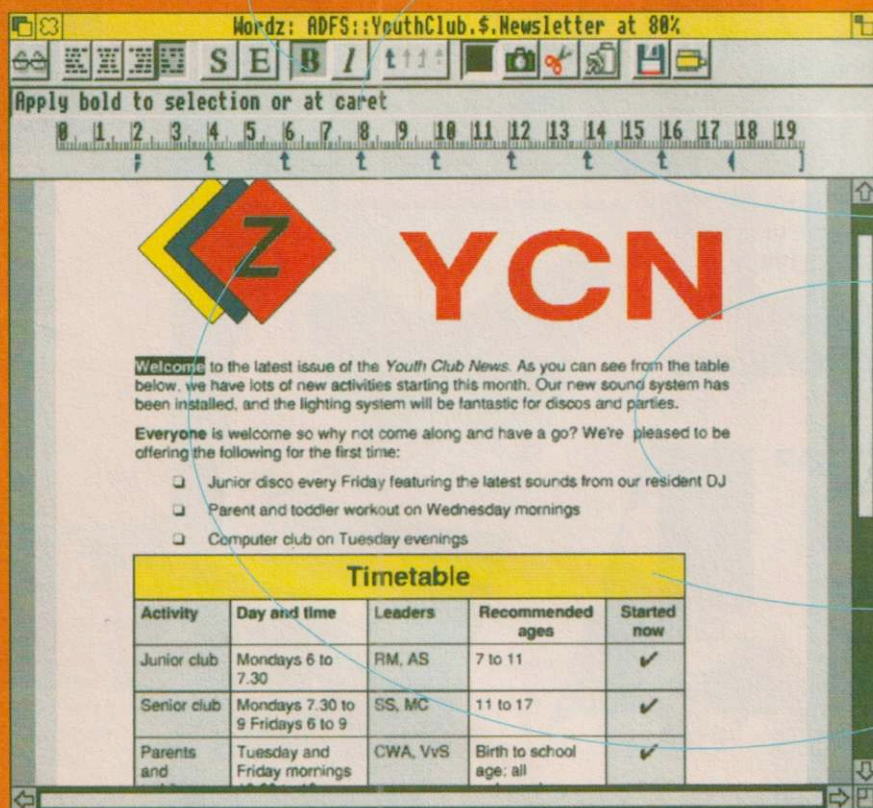 Wordz: ADFS::YouthClub.$.Newsletter at 80%
S E B I t
Apply bold to selection or at caret
0 1 2 3 4 5 6 7 8 9 10 11 12 13 14 15 16 17 18 19
Z YCN
Welcome to the latest issue of the Youth Club News. As you can see from the table
below, we have lots of new activities starting this month. Our new sound system has
been installed, and the lighting system will be fantastic for discos and parties.
Everyone is welcome so why not come along and have a go? We're pleased to be
offering the following for the first time:
Junior disco every Friday featuring the latest sounds from our resident DJ
Parent and toddler workout on Wednesday mornings
Computer club on Tuesday evenings
Timetable
Activity Day and time Leaders Recommended Started
ages now
Junior club Mondays 6 to RM, AS 7 to 11
7.30
Senior club Mondays 7.30 to SS, MC 11 to 17
9 Fridays 6 to 9
Parents Tuesday and CWA, VvS Birth to school
and Friday mornings age; all